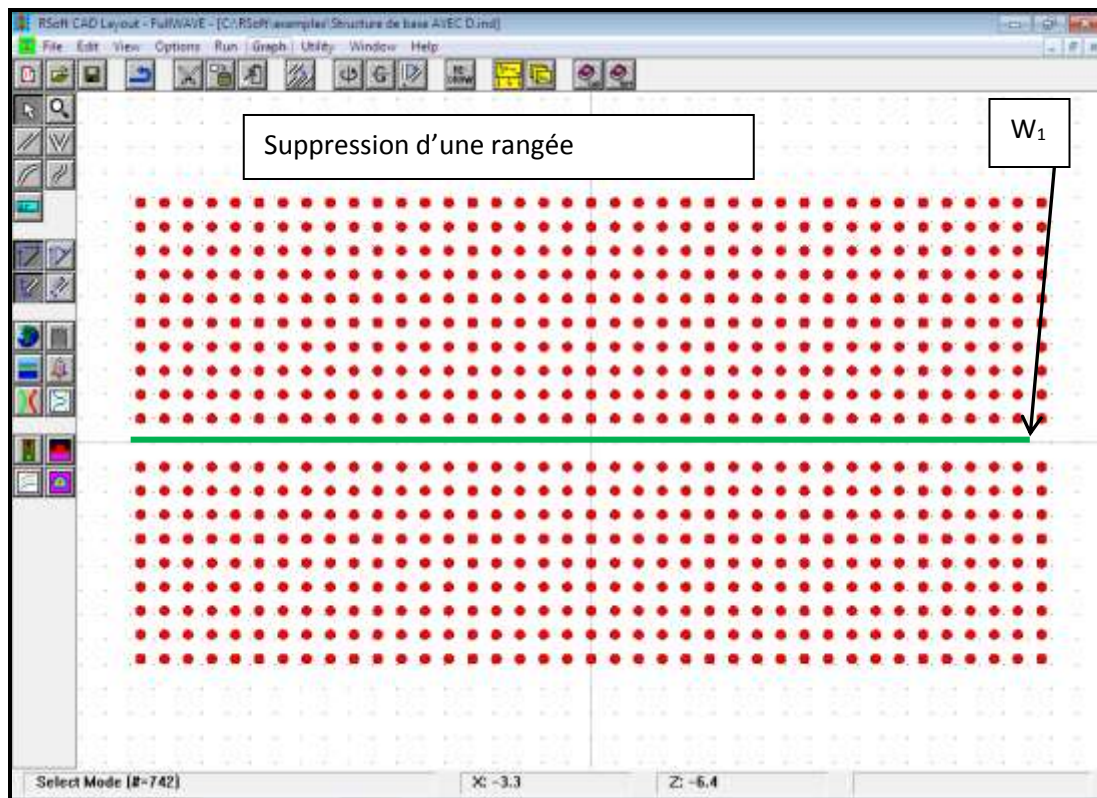 RSoft CAD Layout - FullWAVE - [C:\RSoft\examples\Structure de base AVEC D.ind]
File Edit View Options Run Graph Utility Window Help
Suppression d’une rangée
W₁
Select Mode (#=742) X: -3.3 Z: -6.4